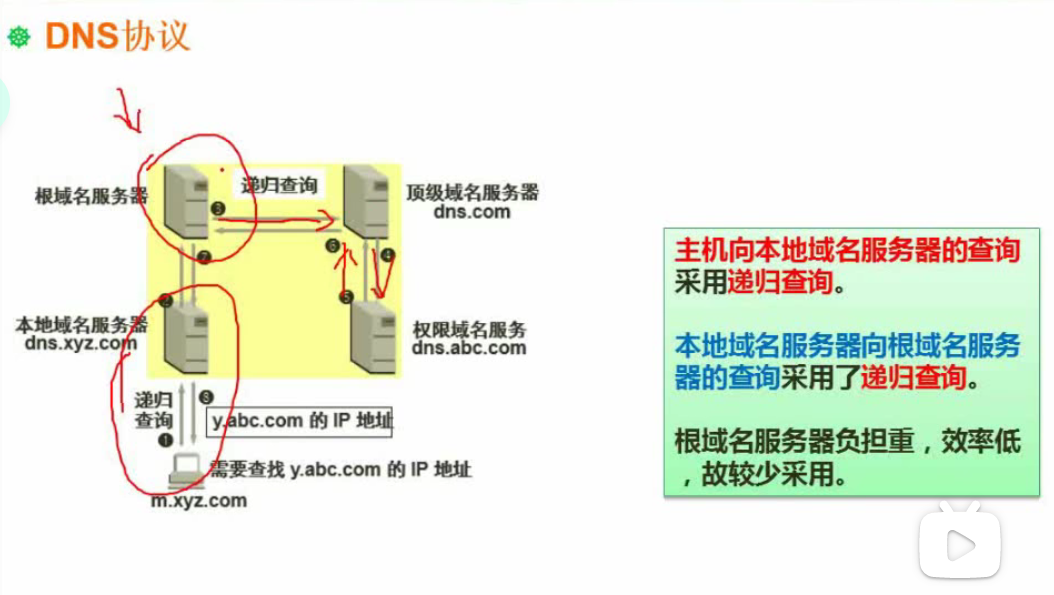 DNS协议
递归查询
根域名服务器
顶级域名服务器
dns.com
❸
❻
❼
❹
❷
❺
本地域名服务器
dns.xyz.com
权限域名服务
dns.abc.com
递归
查询
❽
❶
y.abc.com 的 IP 地址
需要查找 y.abc.com 的 IP 地址
m.xyz.com
主机向本地域名服务器的查询
采用递归查询。
本地域名服务器向根域名服务
器的查询采用了递归查询。
根域名服务器负担重，效率低
，故较少采用。